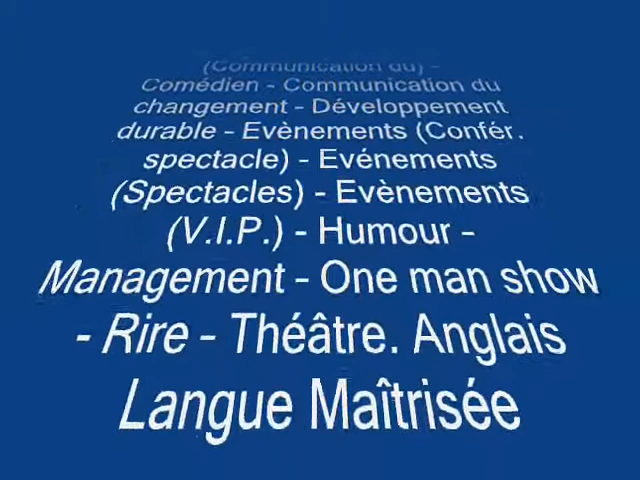 (Communication du) -
Comédien - Communication du
changement - Développement
durable - Evènements (Confér.
spectacle) - Evénements
(Spectacles) - Evènements
(V.I.P.) - Humour -
Management - One man show
- Rire - Théâtre. Anglais
Langue Maîtrisée